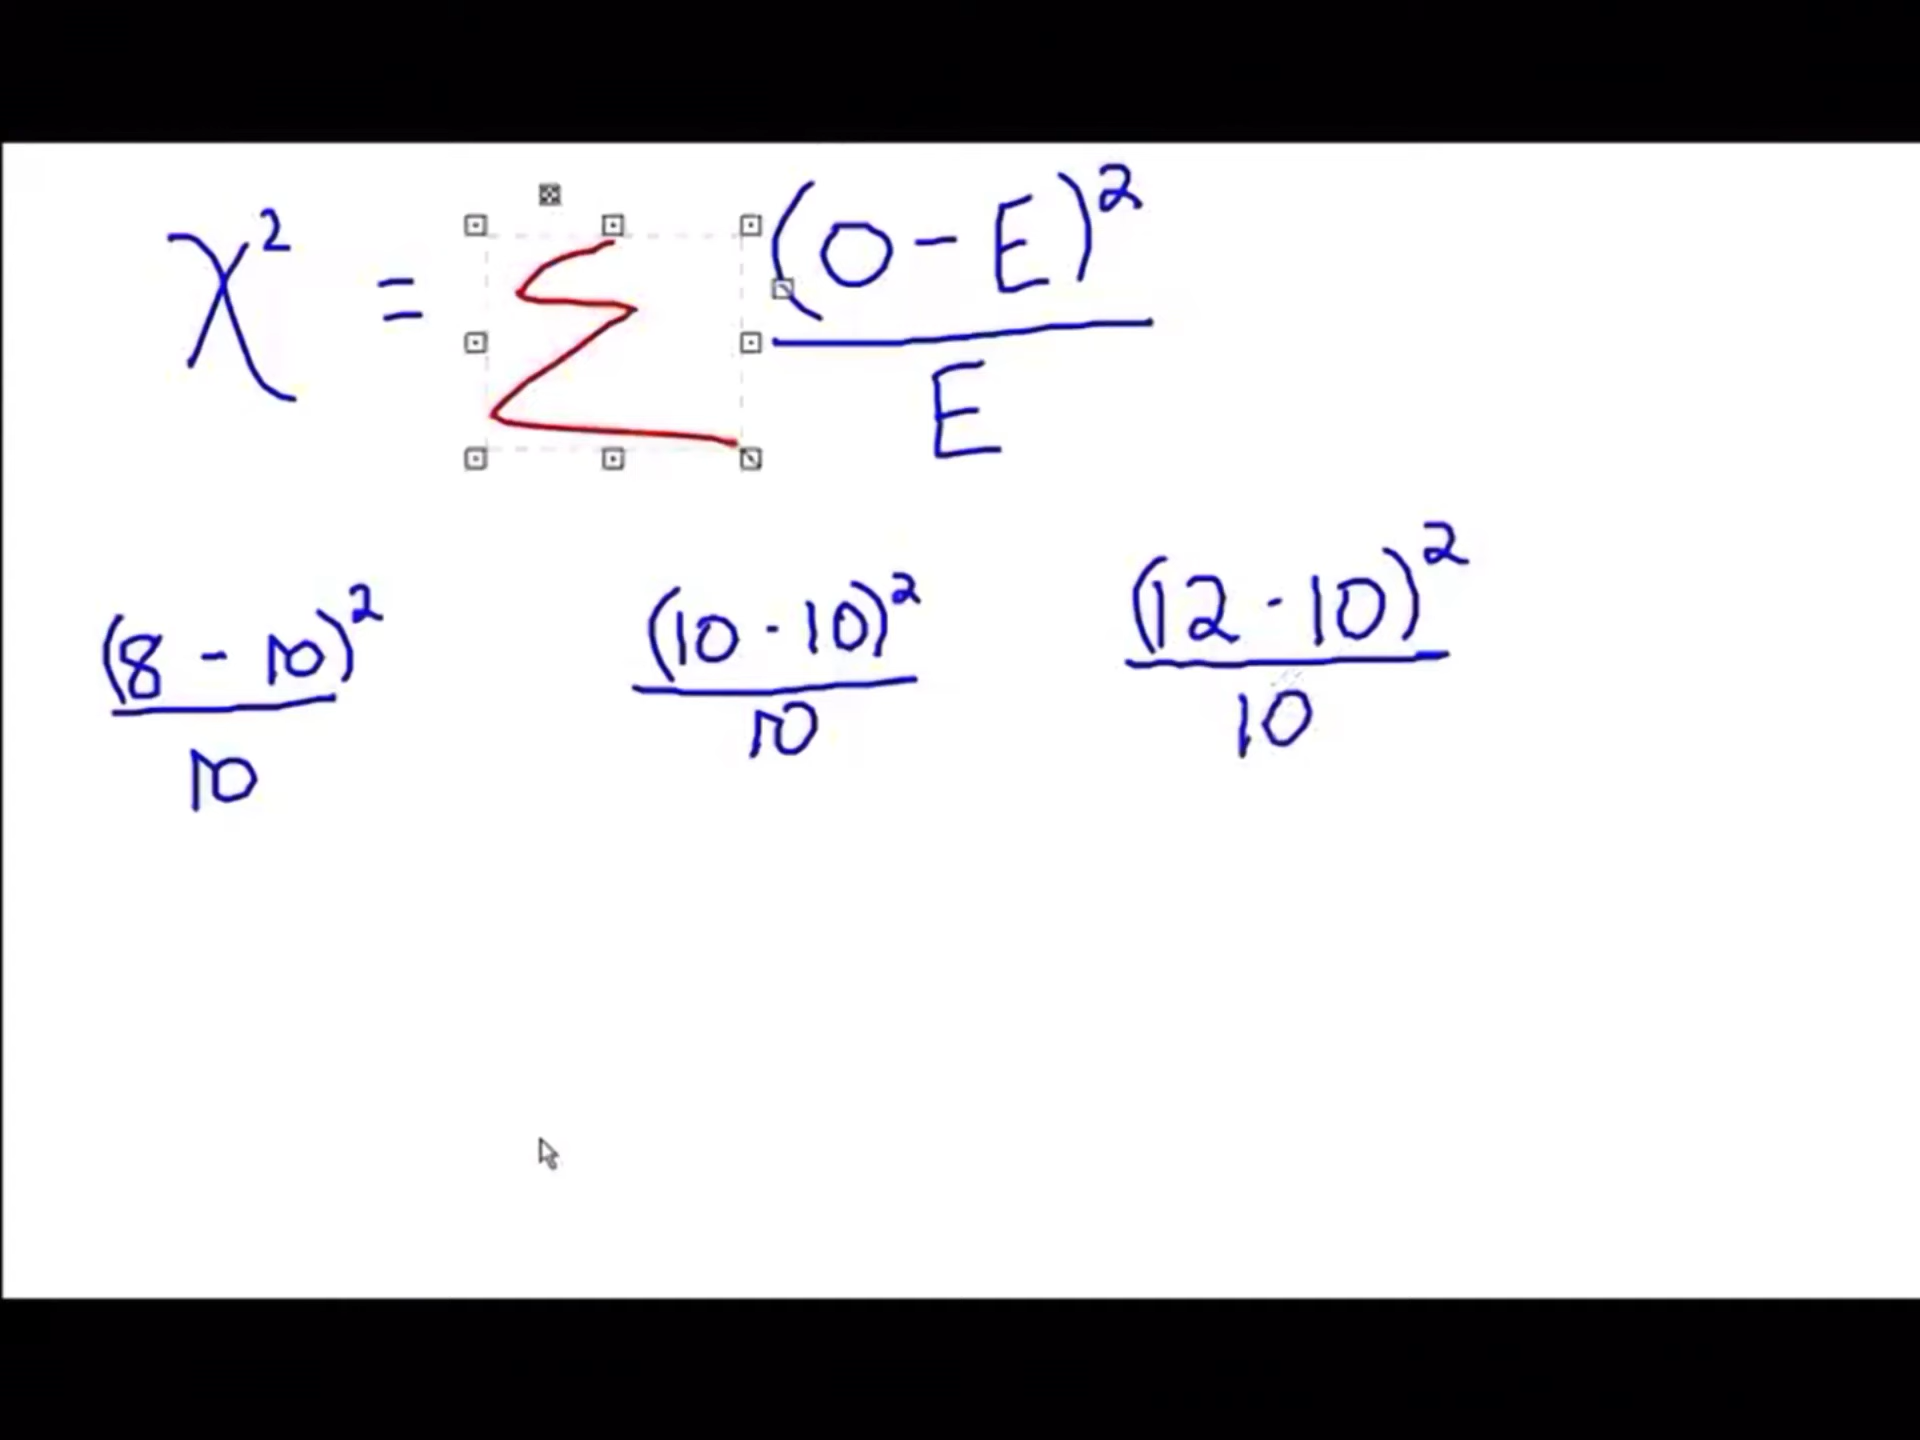 χ² = Σ (O - E)² / E
(8 - 10)² / 10   (10 - 10)² / 10   (12 - 10)² / 10